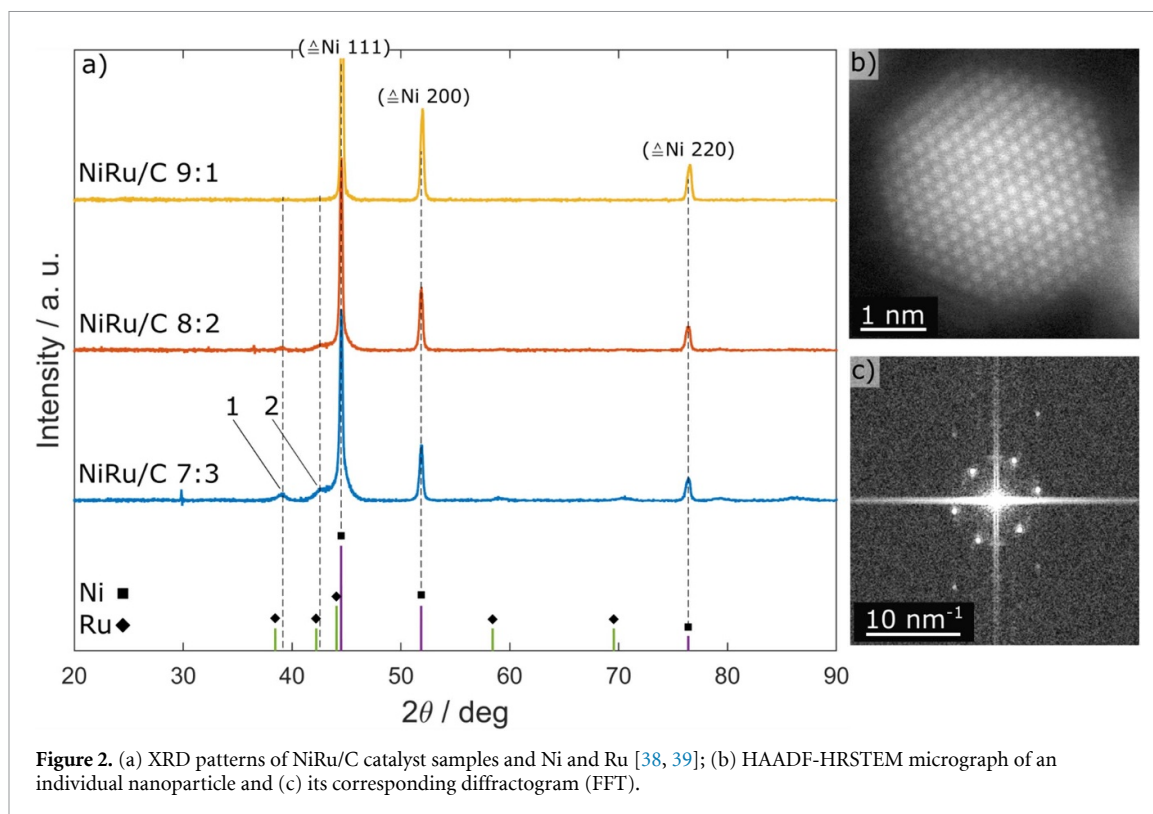 a)
(≙Ni 111)
(≙Ni 200)
(≙Ni 220)
NiRu/C 9:1
NiRu/C 8:2
1 2
NiRu/C 7:3
Ni ■
Ru ◆
20 30 40 50 60 70 80 90
2θ / deg
Intensity / a. u.
b)
1 nm
c)
10 nm⁻¹
Figure 2. (a) XRD patterns of NiRu/C catalyst samples and Ni and Ru [38, 39]; (b) HAADF-HRSTEM micrograph of an
individual nanoparticle and (c) its corresponding diffractogram (FFT).